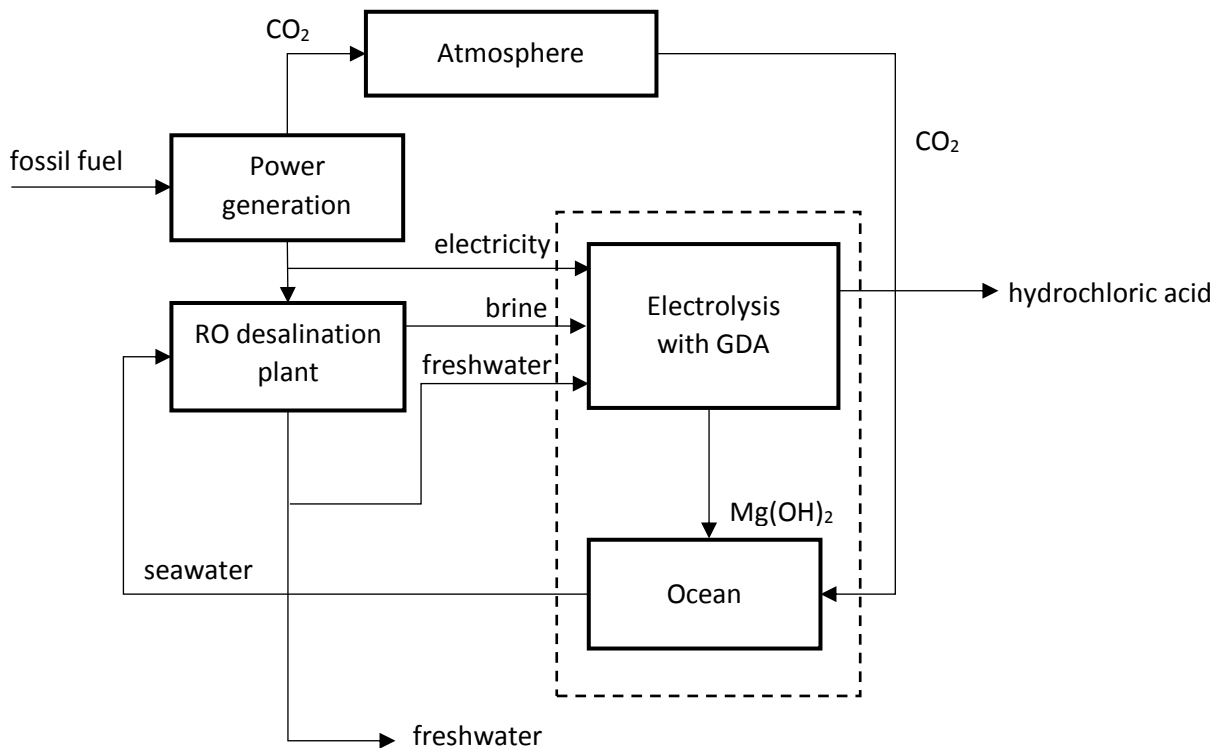 CO₂
Atmosphere
fossil fuel
Power
generation
CO₂
electricity
brine
freshwater
RO desalination
plant
Electrolysis
with GDA
hydrochloric acid
Mg(OH)₂
seawater
Ocean
freshwater